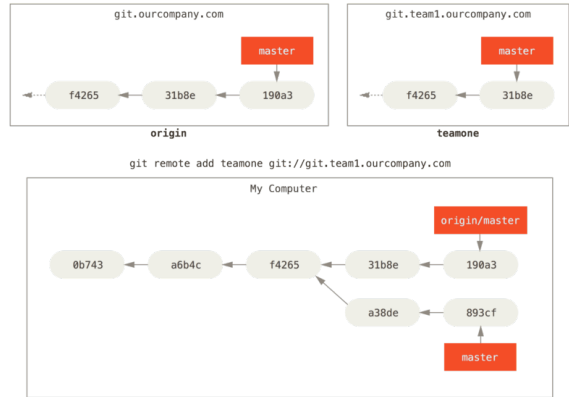 git.ourcompany.com
master
f4265 31b8e 190a3
origin
git.team1.ourcompany.com
master
f4265 31b8e
teamone
git remote add teamone git://git.team1.ourcompany.com
My Computer
origin/master
0b743 a6b4c f4265 31b8e 190a3
a38de 893cf
master